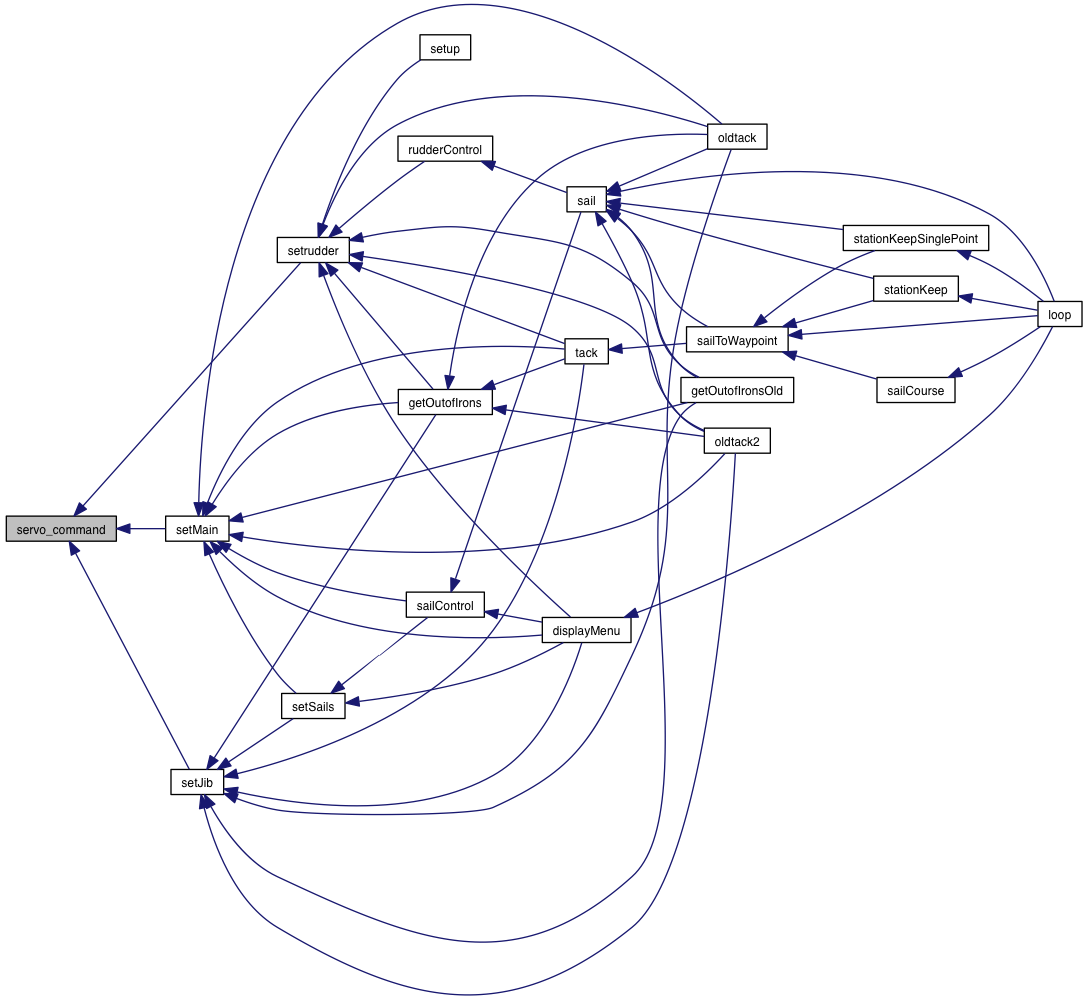 setup
oldtack
rudderControl
sail
stationKeepSinglePoint
setrudder
stationKeep
loop
sailToWaypoint
tack
getOutofIronsOld
sailCourse
getOutofIrons
oldtack2
servo_command
setMain
sailControl
displayMenu
setSails
setJib